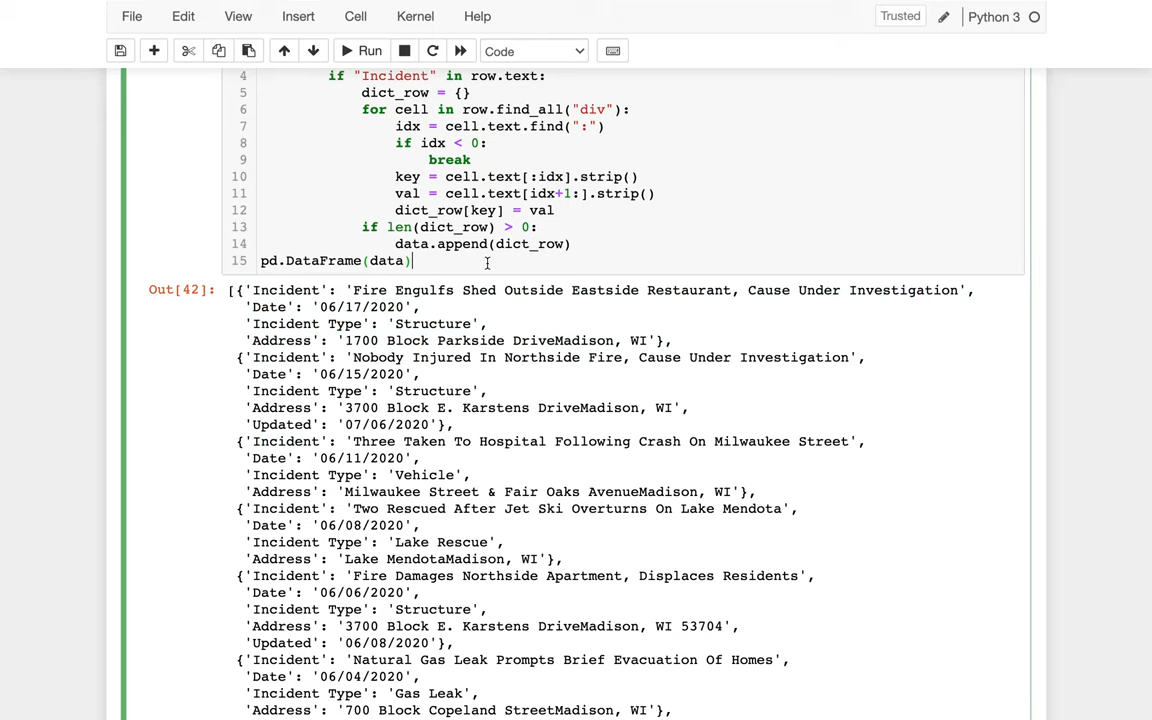 File Edit View Insert Cell Kernel Help Trusted Python 3
Run Code
4 if "Incident" in row.text:
5 dict_row = {}
6 for cell in row.find_all("div"):
7 idx = cell.text.find(":")
8 if idx < 0:
9 break
10 key = cell.text[:idx].strip()
11 val = cell.text[idx+1:].strip()
12 dict_row[key] = val
13 if len(dict_row) > 0:
14 data.append(dict_row)
15 pd.DataFrame(data)
Out[42]: [{'Incident': 'Fire Engulfs Shed Outside Eastside Restaurant, Cause Under Investigation',
'Date': '06/17/2020',
'Incident Type': 'Structure',
'Address': '1700 Block Parkside DriveMadison, WI'},
{'Incident': 'Nobody Injured In Northside Fire, Cause Under Investigation',
'Date': '06/15/2020',
'Incident Type': 'Structure',
'Address': '3700 Block E. Karstens DriveMadison, WI',
'Updated': '07/06/2020'},
{'Incident': 'Three Taken To Hospital Following Crash On Milwaukee Street',
'Date': '06/11/2020',
'Incident Type': 'Vehicle',
'Address': 'Milwaukee Street & Fair Oaks AvenueMadison, WI'},
{'Incident': 'Two Rescued After Jet Ski Overturns On Lake Mendota',
'Date': '06/08/2020',
'Incident Type': 'Lake Rescue',
'Address': 'Lake MendotaMadison, WI'},
{'Incident': 'Fire Damages Northside Apartment, Displaces Residents',
'Date': '06/06/2020',
'Incident Type': 'Structure',
'Address': '3700 Block E. Karstens DriveMadison, WI 53704',
'Updated': '06/08/2020'},
{'Incident': 'Natural Gas Leak Prompts Brief Evacuation Of Homes',
'Date': '06/04/2020',
'Incident Type': 'Gas Leak',
'Address': '700 Block Copeland StreetMadison, WI'},